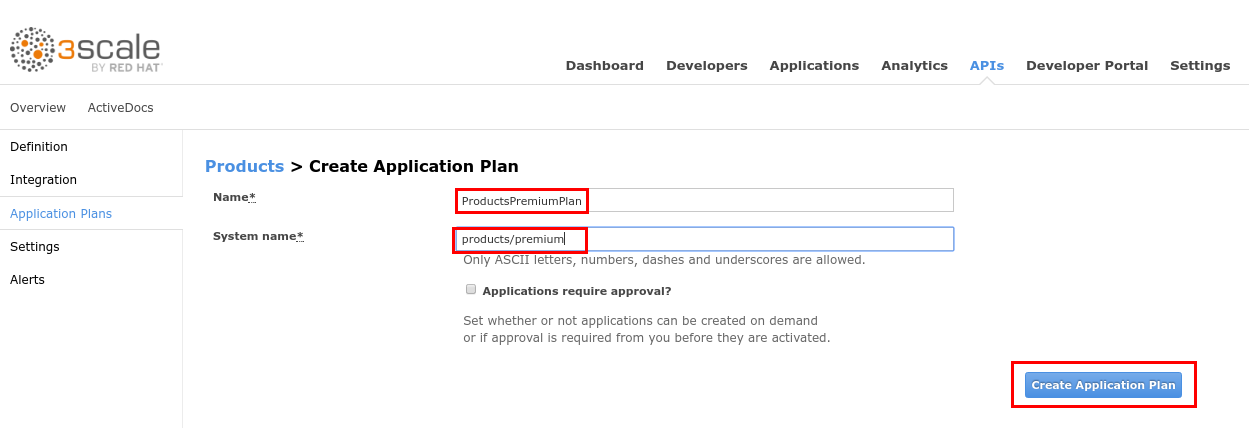 3scale
BY RED HAT
Dashboard Developers Applications Analytics APIs Developer Portal Settings
Overview ActiveDocs
Definition
Integration
Application Plans
Settings
Alerts
Products > Create Application Plan
Name*
ProductsPremiumPlan
System name*
products/premium
Only ASCII letters, numbers, dashes and underscores are allowed.
Applications require approval?
Set whether or not applications can be created on demand
or if approval is required from you before they are activated.
Create Application Plan